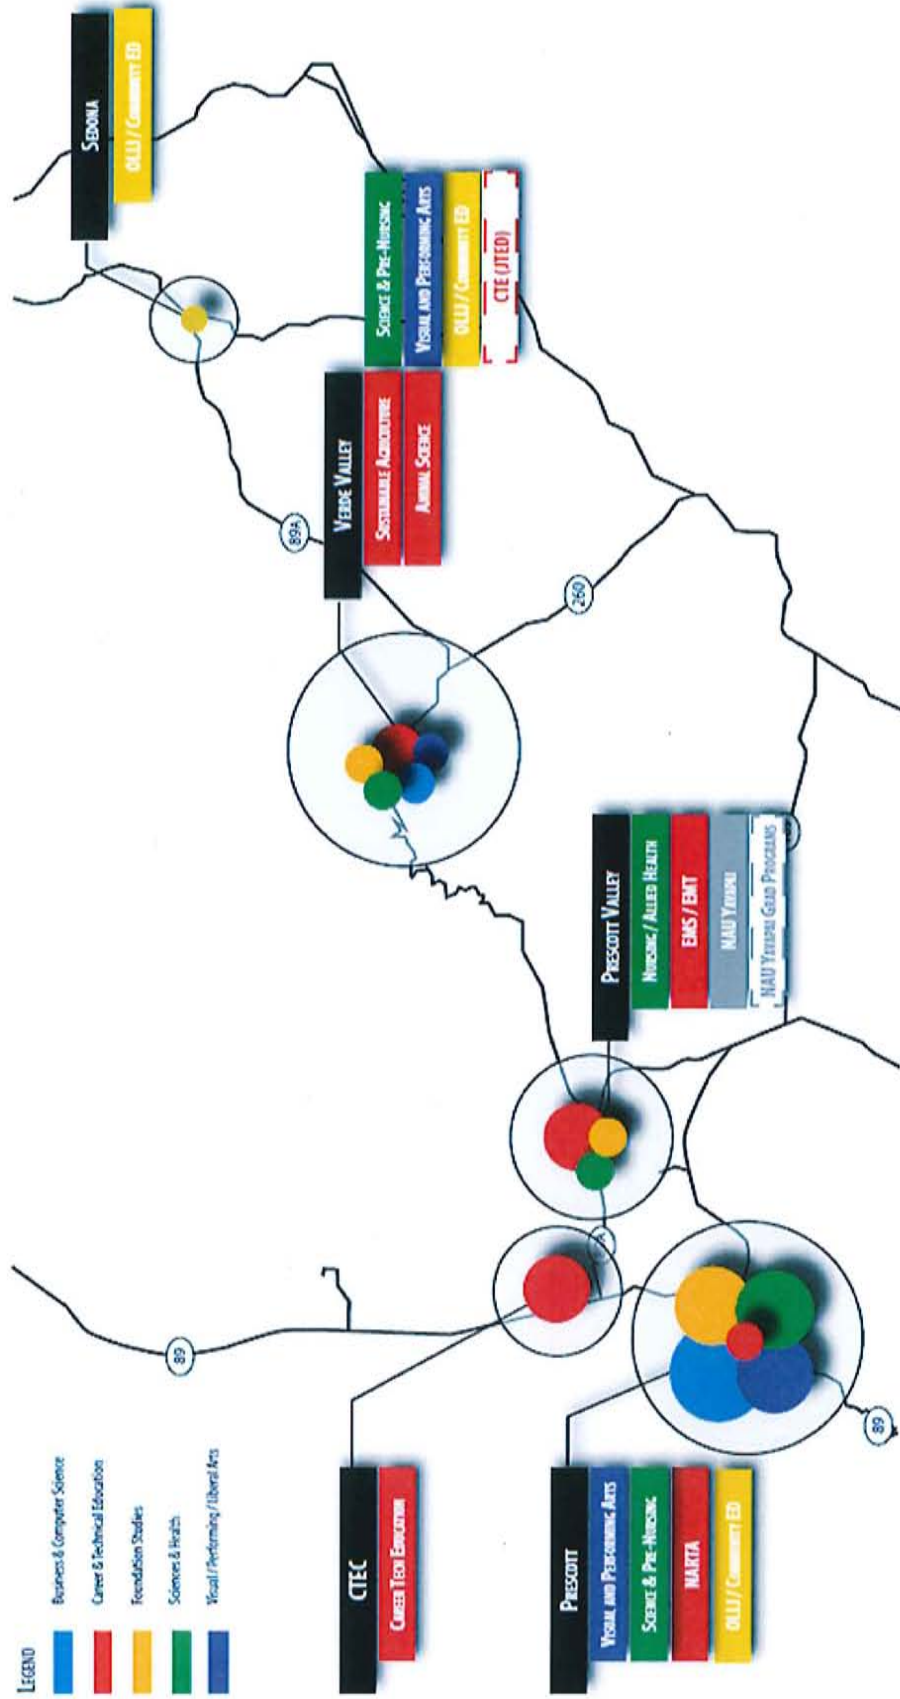 LEGEND
Business & Computer Science
Career & Technical Education
Foundation Studies
Sciences & Health
Visual / Performing / Liberal Arts
89
CTEC
CAREER TECH EDUCATION
PRESCOTT
VISUAL AND PERFORMING ARTS
SCIENCE & PRE-NURSING
NARTA
OLLI / COMMUNITY ED
89
PRESCOTT VALLEY
NURSING / ALLIED HEALTH
EMS / EMT
NAU YAVAPAI
NAU YAVAPAI GRAD PROGRAMS
89A
260
VERDE VALLEY
SUSTAINABLE AGRICULTURE
ANIMAL SCIENCE
SCIENCE & PRE-NURSING
VISUAL AND PERFORMING ARTS
OLLI / COMMUNITY ED
CTE (JTED)
SEDONA
OLLI / COMMUNITY ED